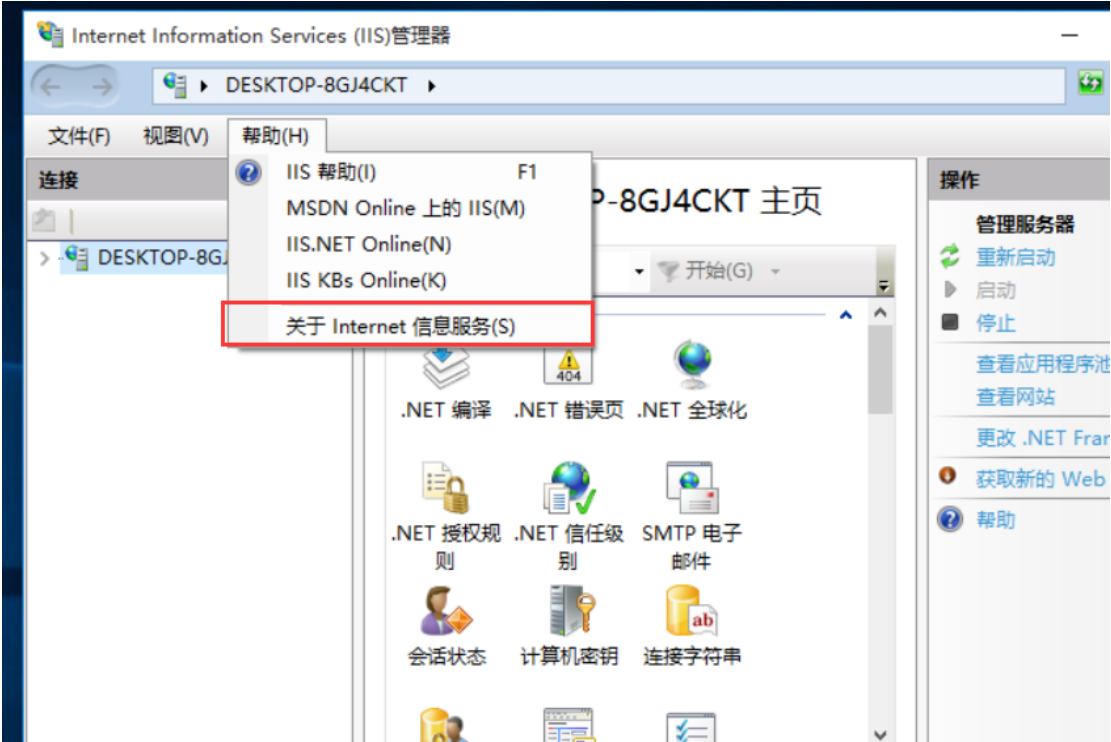 Internet Information Services (IIS)管理器
DESKTOP-8GJ4CKT
文件(F) 视图(V) 帮助(H)
连接
DESKTOP-8GJ
IIS 帮助(I) F1
MSDN Online 上的 IIS(M)
IIS.NET Online(N)
IIS KBs Online(K)
关于 Internet 信息服务(S)
P-8GJ4CKT 主页
开始(G)
.NET 编译 .NET 错误页 .NET 全球化
404
.NET 授权规则 .NET 信任级别 SMTP 电子邮件
ab
会话状态 计算机密钥 连接字符串
操作
管理服务器
重新启动
启动
停止
查看应用程序池
查看网站
更改 .NET Fra
获取新的 Web
帮助